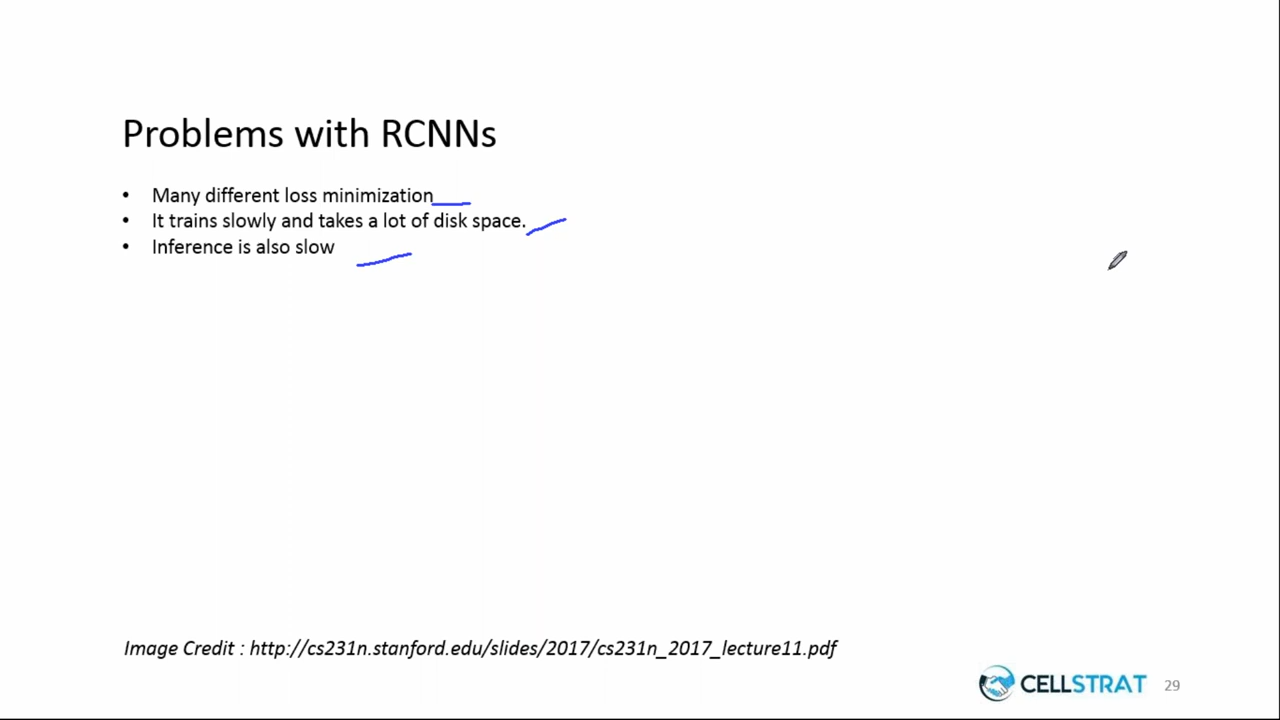 Problems with RCNNs
• Many different loss minimization
• It trains slowly and takes a lot of disk space.
• Inference is also slow
Image Credit : http://cs231n.stanford.edu/slides/2017/cs231n_2017_lecture11.pdf
CELLSTRAT 29